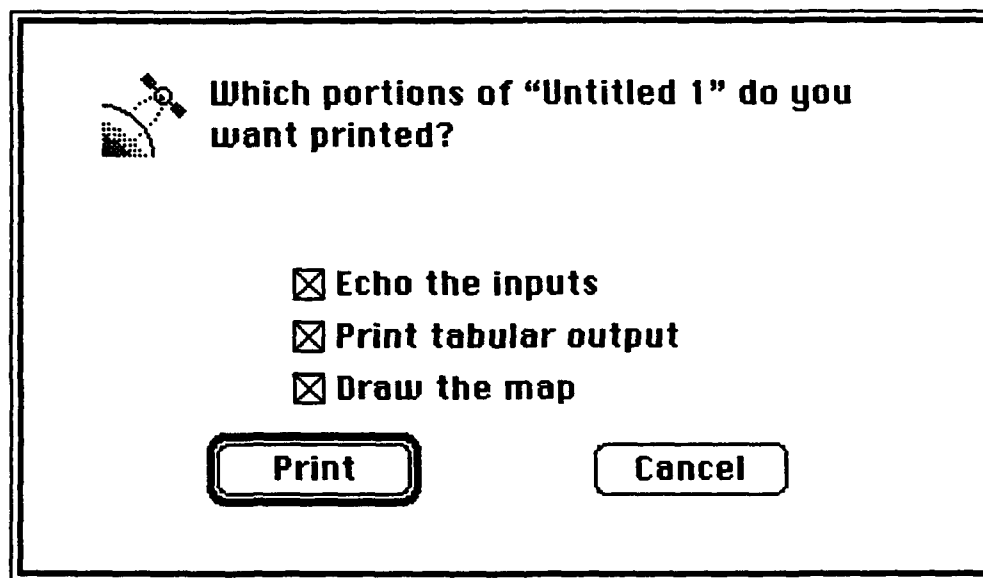 Which portions of “Untitled 1” do you
want printed?
Echo the inputs
Print tabular output
Draw the map
Print
Cancel